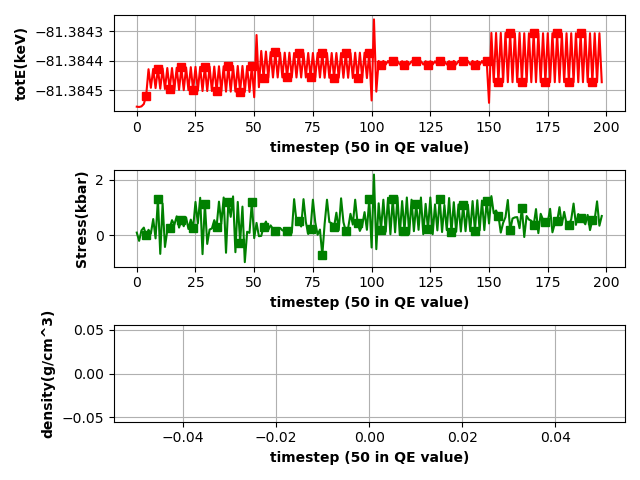 totE(keV)
−81.3843
−81.3844
−81.3845
0 25 50 75 100 125 150 175 200
timestep (50 in QE value)
Stress(kbar)
2
0
0 25 50 75 100 125 150 175 200
timestep (50 in QE value)
density(g/cm^3)
0.05
0.00
−0.05
−0.04 −0.02 0.00 0.02 0.04
timestep (50 in QE value)